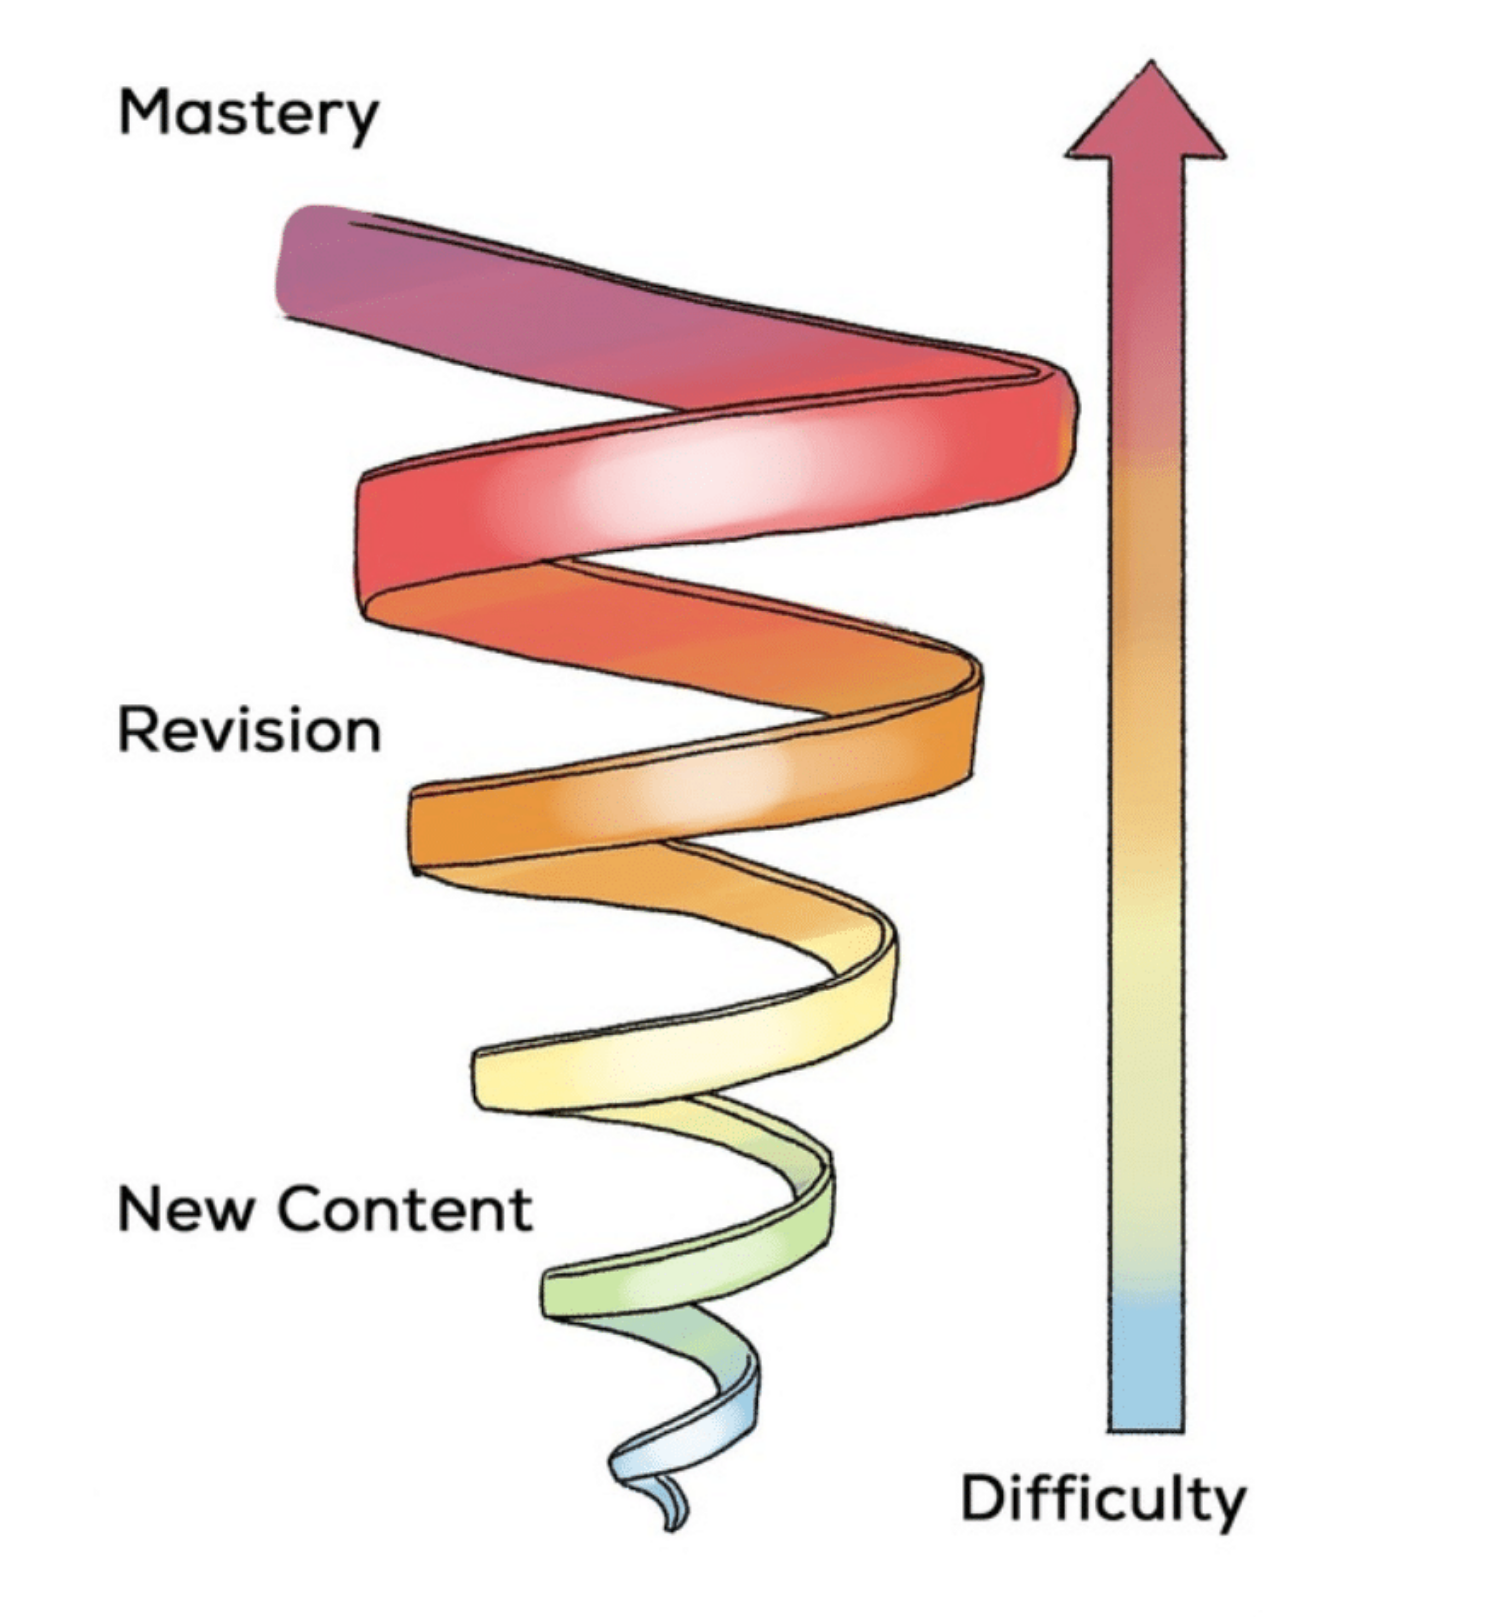 Mastery
Revision
New Content
Difficulty